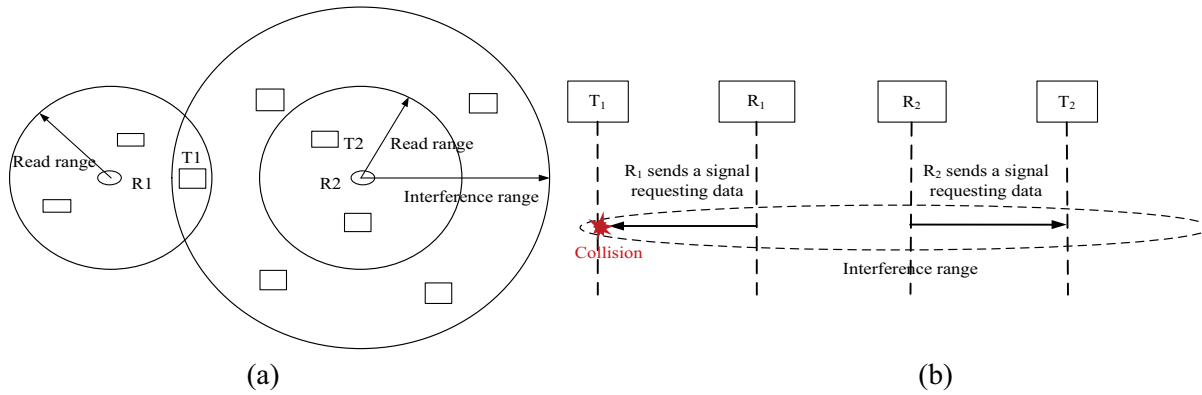 Read range
R1
T1
T2
Read range
R2
Interference range
(a)
T1
R1
R2
T2
R1 sends a signal
requesting data
R2 sends a signal
requesting data
Collision
Interference range
(b)